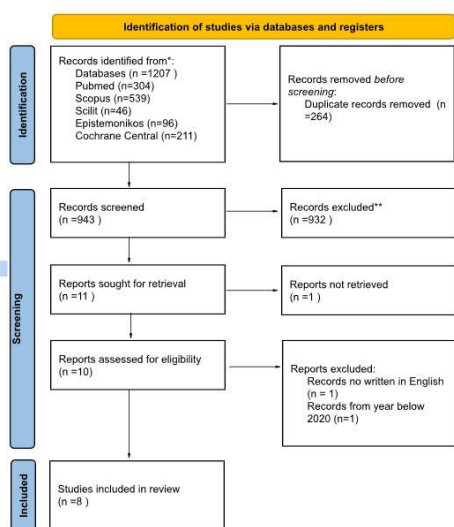 Identification of studies via databases and registers
Identification
Records identified from*:
Databases (n =1207 )
Pubmed (n=304)
Scopus (n=539)
Scilit (n=46)
Epistemonikos (n=96)
Cochrane Central (n=211)
Records removed before
screening:
Duplicate records removed (n
=264)
Screening
Records screened
(n =943 )
Records excluded**
(n =932 )
Reports sought for retrieval
(n =11 )
Reports not retrieved
(n =1 )
Reports assessed for eligibility
(n =10)
Reports excluded:
Records no written in English
(n = 1)
Records from year below
2020 (n=1)
Included
Studies included in review
(n =8 )